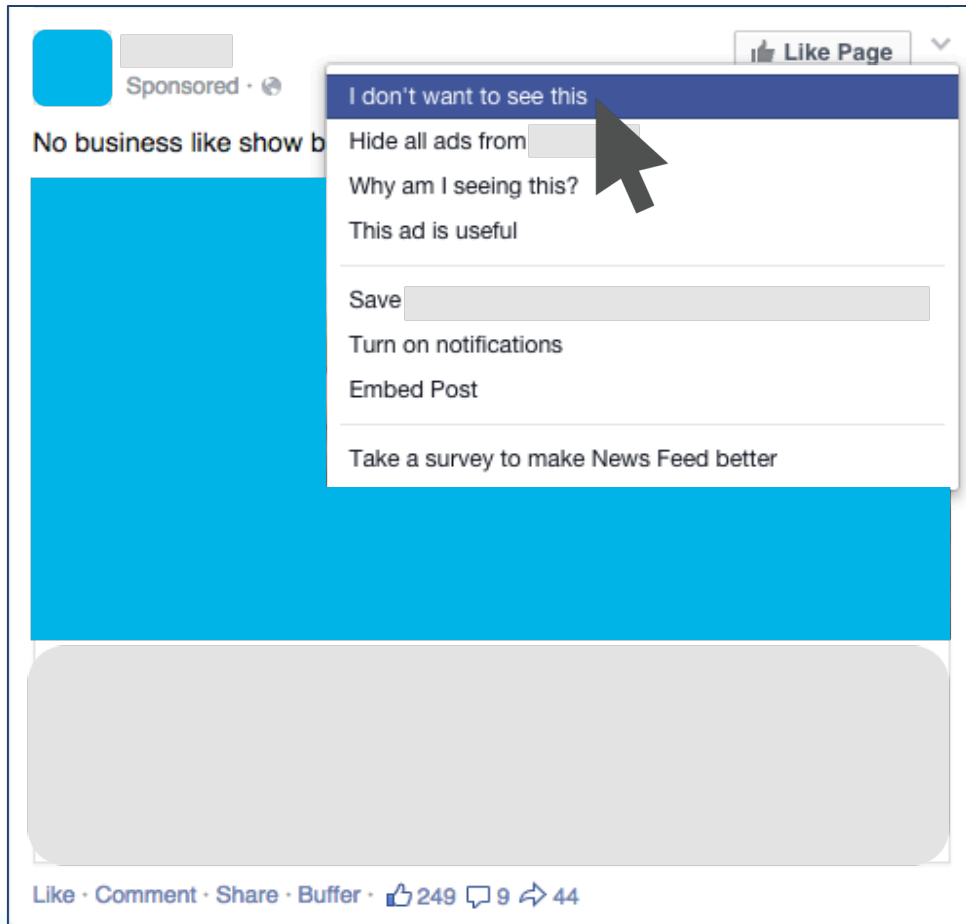 Like Page
Sponsored ·
I don't want to see this
No business like show b
Hide all ads from
Why am I seeing this?
This ad is useful
Save
Turn on notifications
Embed Post
Take a survey to make News Feed better
Like · Comment · Share · Buffer · 249 9 44